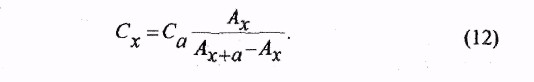 C_x = C_a \frac{A_x}{A_{x+a} - A_x}. (12)